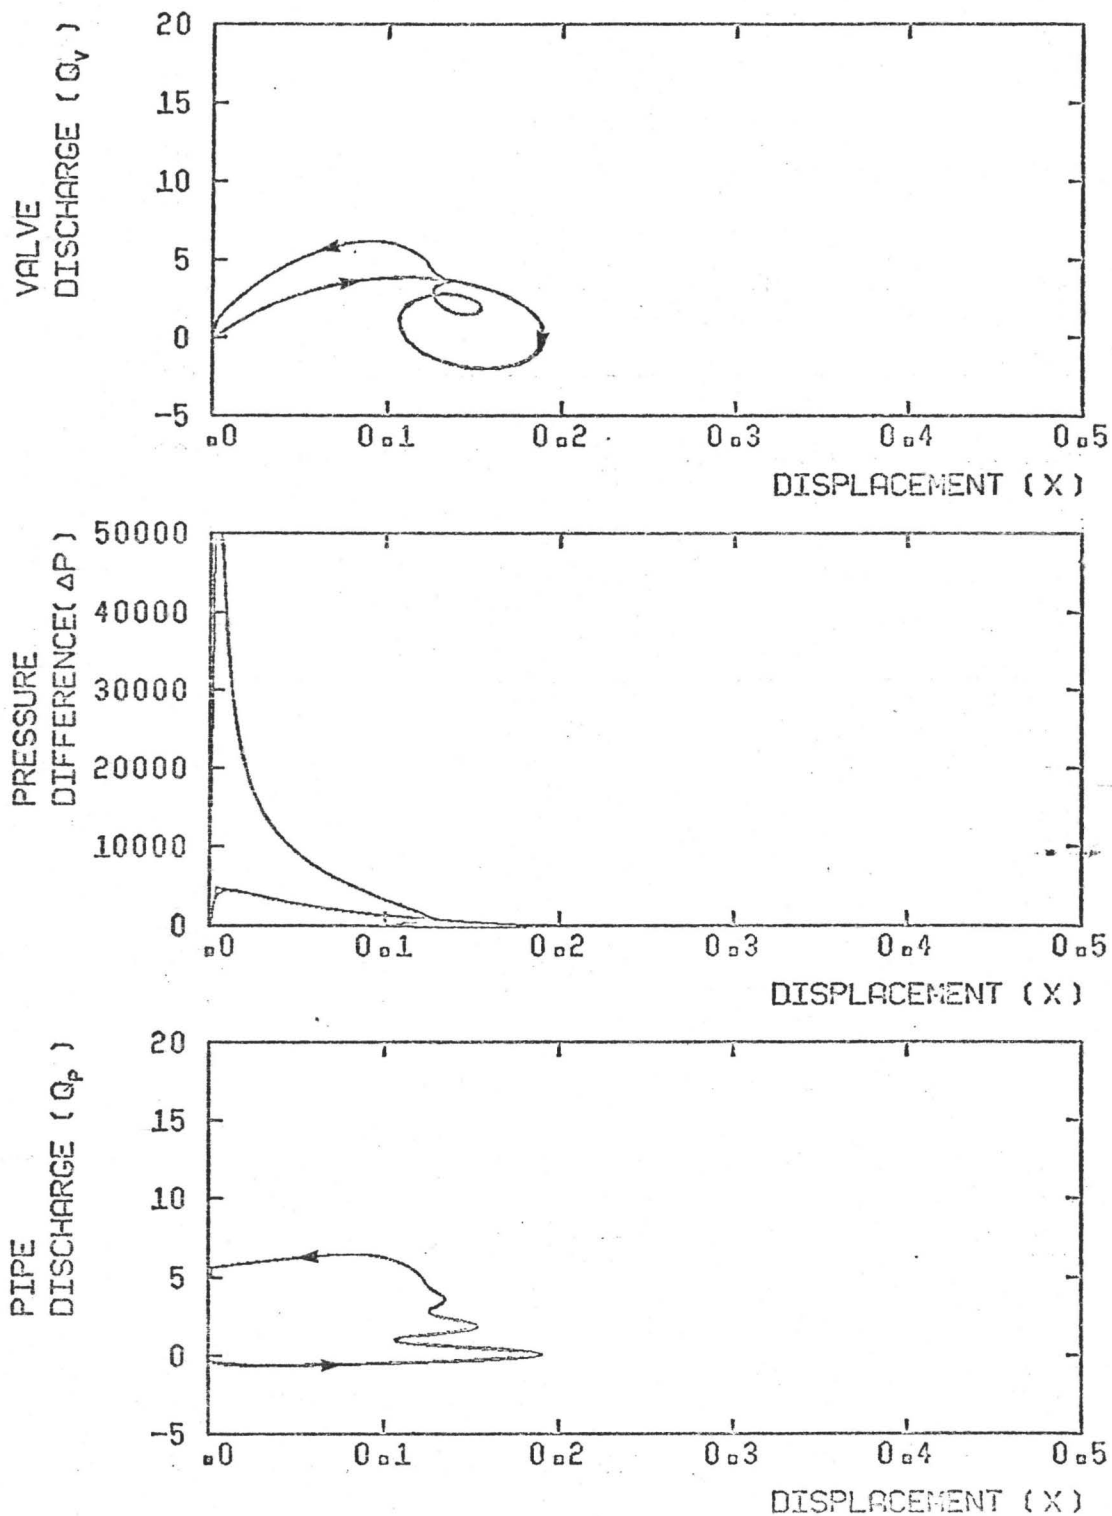 VALVE
DISCHARGE (Qv)
20
15
10
5
0
-5
.0 0.1 0.2 0.3 0.4 0.5
DISPLACEMENT (X)
PRESSURE
DIFFERENCE(ΔP)
50000
40000
30000
20000
10000
0
.0 0.1 0.2 0.3 0.4 0.5
DISPLACEMENT (X)
PIPE
DISCHARGE (Qp)
20
15
10
5
0
-5
.0 0.1 0.2 0.3 0.4 0.5
DISPLACEMENT (X)